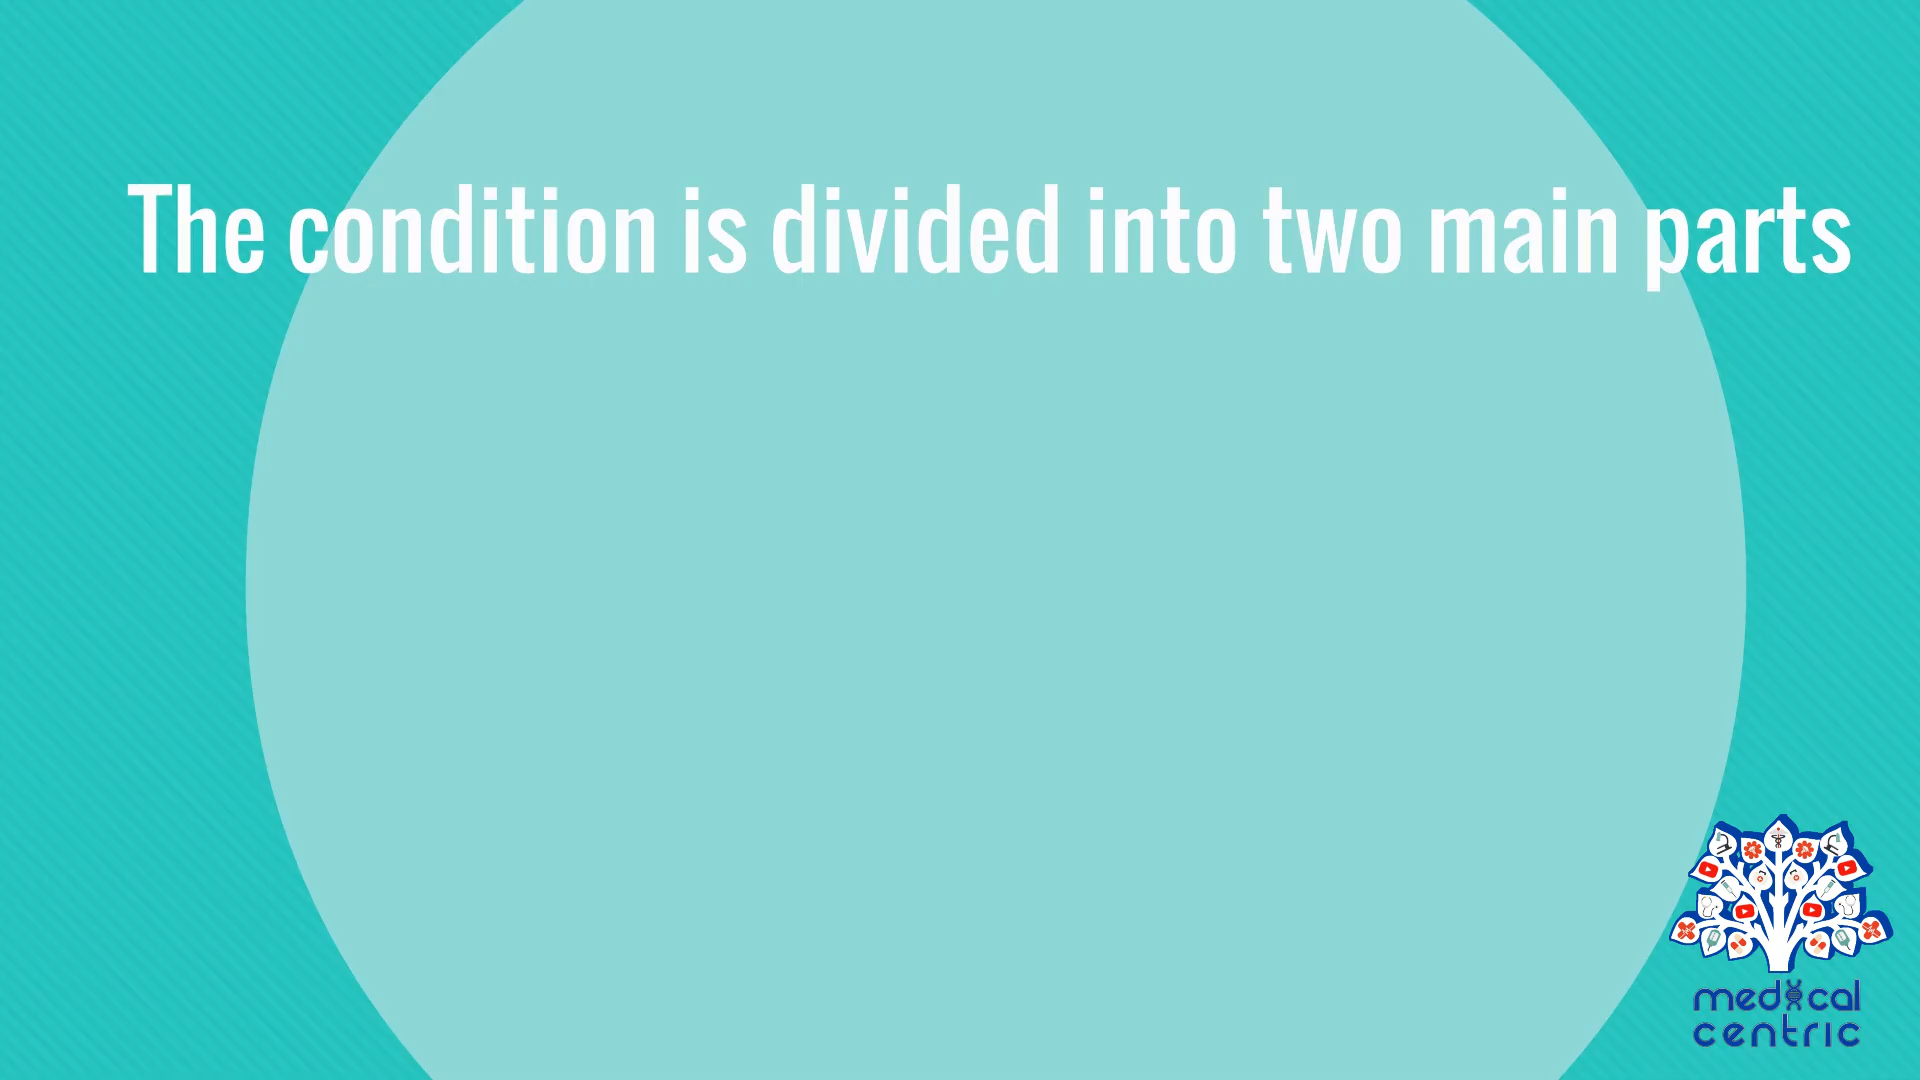 The condition is divided into two main parts
medical
centric